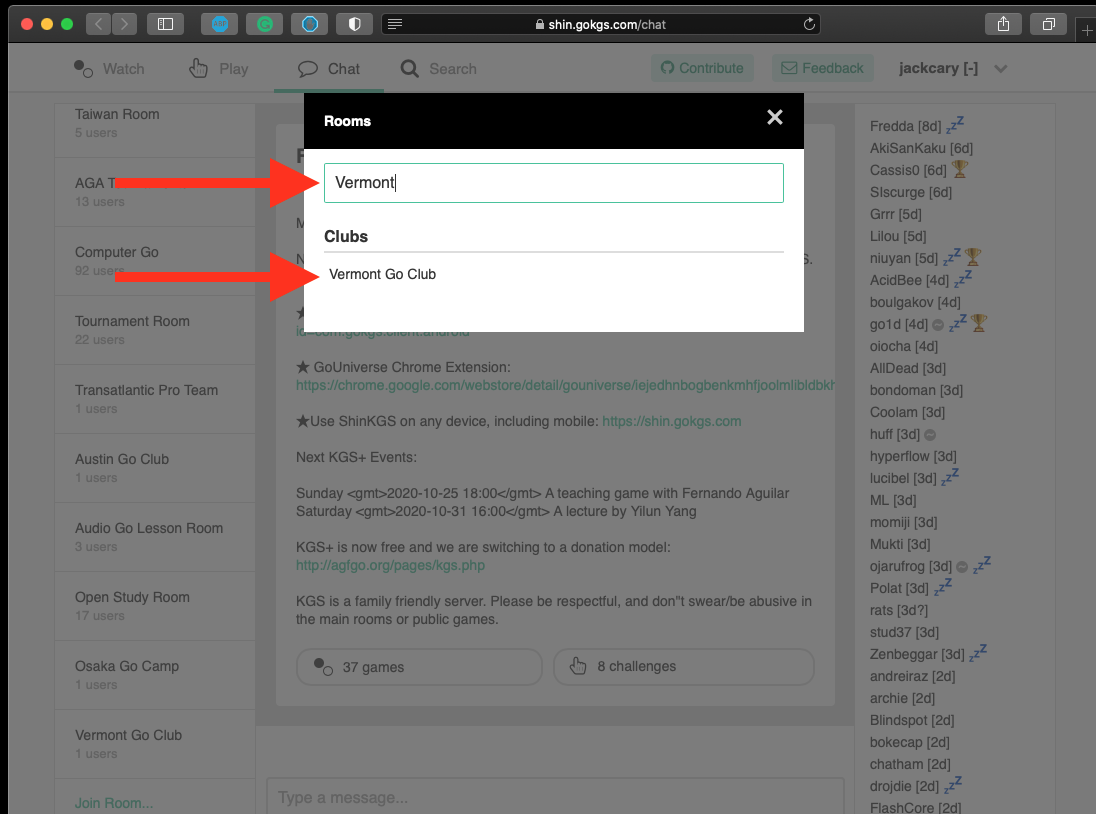 shin.gokgs.com/chat
Watch
Play
Chat
Search
Contribute
Feedback
jackcary [-]
Taiwan Room
5 users
AGA T
13 users
Computer Go
92 users
Tournament Room
22 users
Transatlantic Pro Team
1 users
Austin Go Club
1 users
Audio Go Lesson Room
3 users
Open Study Room
17 users
Osaka Go Camp
1 users
Vermont Go Club
1 users
Join Room...
Rooms
Vermont
Clubs
Vermont Go Club
id=com.gokgs.client.android
★ GoUniverse Chrome Extension:
https://chrome.google.com/webstore/detail/gouniverse/iejedhnbogbenkmhfjoolmlibldbkh
★Use ShinKGS on any device, including mobile: https://shin.gokgs.com
Next KGS+ Events:
Sunday <gmt>2020-10-25 18:00</gmt> A teaching game with Fernando Aguilar
Saturday <gmt>2020-10-31 16:00</gmt> A lecture by Yilun Yang
KGS+ is now free and we are switching to a donation model:
http://agfgo.org/pages/kgs.php
KGS is a family friendly server. Please be respectful, and don"t swear/be abusive in
the main rooms or public games.
37 games
8 challenges
Type a message...
Fredda [8d]
AkiSanKaku [6d]
Cassis0 [6d]
SIscurge [6d]
Grrr [5d]
Lilou [5d]
niuyan [5d]
AcidBee [4d]
boulgakov [4d]
go1d [4d]
oiocha [4d]
AllDead [3d]
bondoman [3d]
Coolam [3d]
huff [3d]
hyperflow [3d]
lucibel [3d]
ML [3d]
momiji [3d]
Mukti [3d]
ojarufrog [3d]
Polat [3d]
rats [3d?]
stud37 [3d]
Zenbeggar [3d]
andreiraz [2d]
archie [2d]
Blindspot [2d]
bokecap [2d]
chatham [2d]
drojdie [2d]
FlashCore [2d]